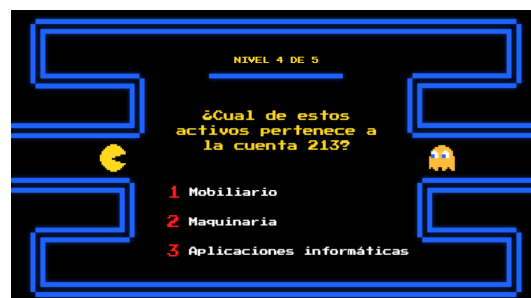 NIVEL 4 DE 5
¿Cual de estos
activos pertenece a
la cuenta 213?
1 Mobiliario
2 Maquinaria
3 Aplicaciones informáticas